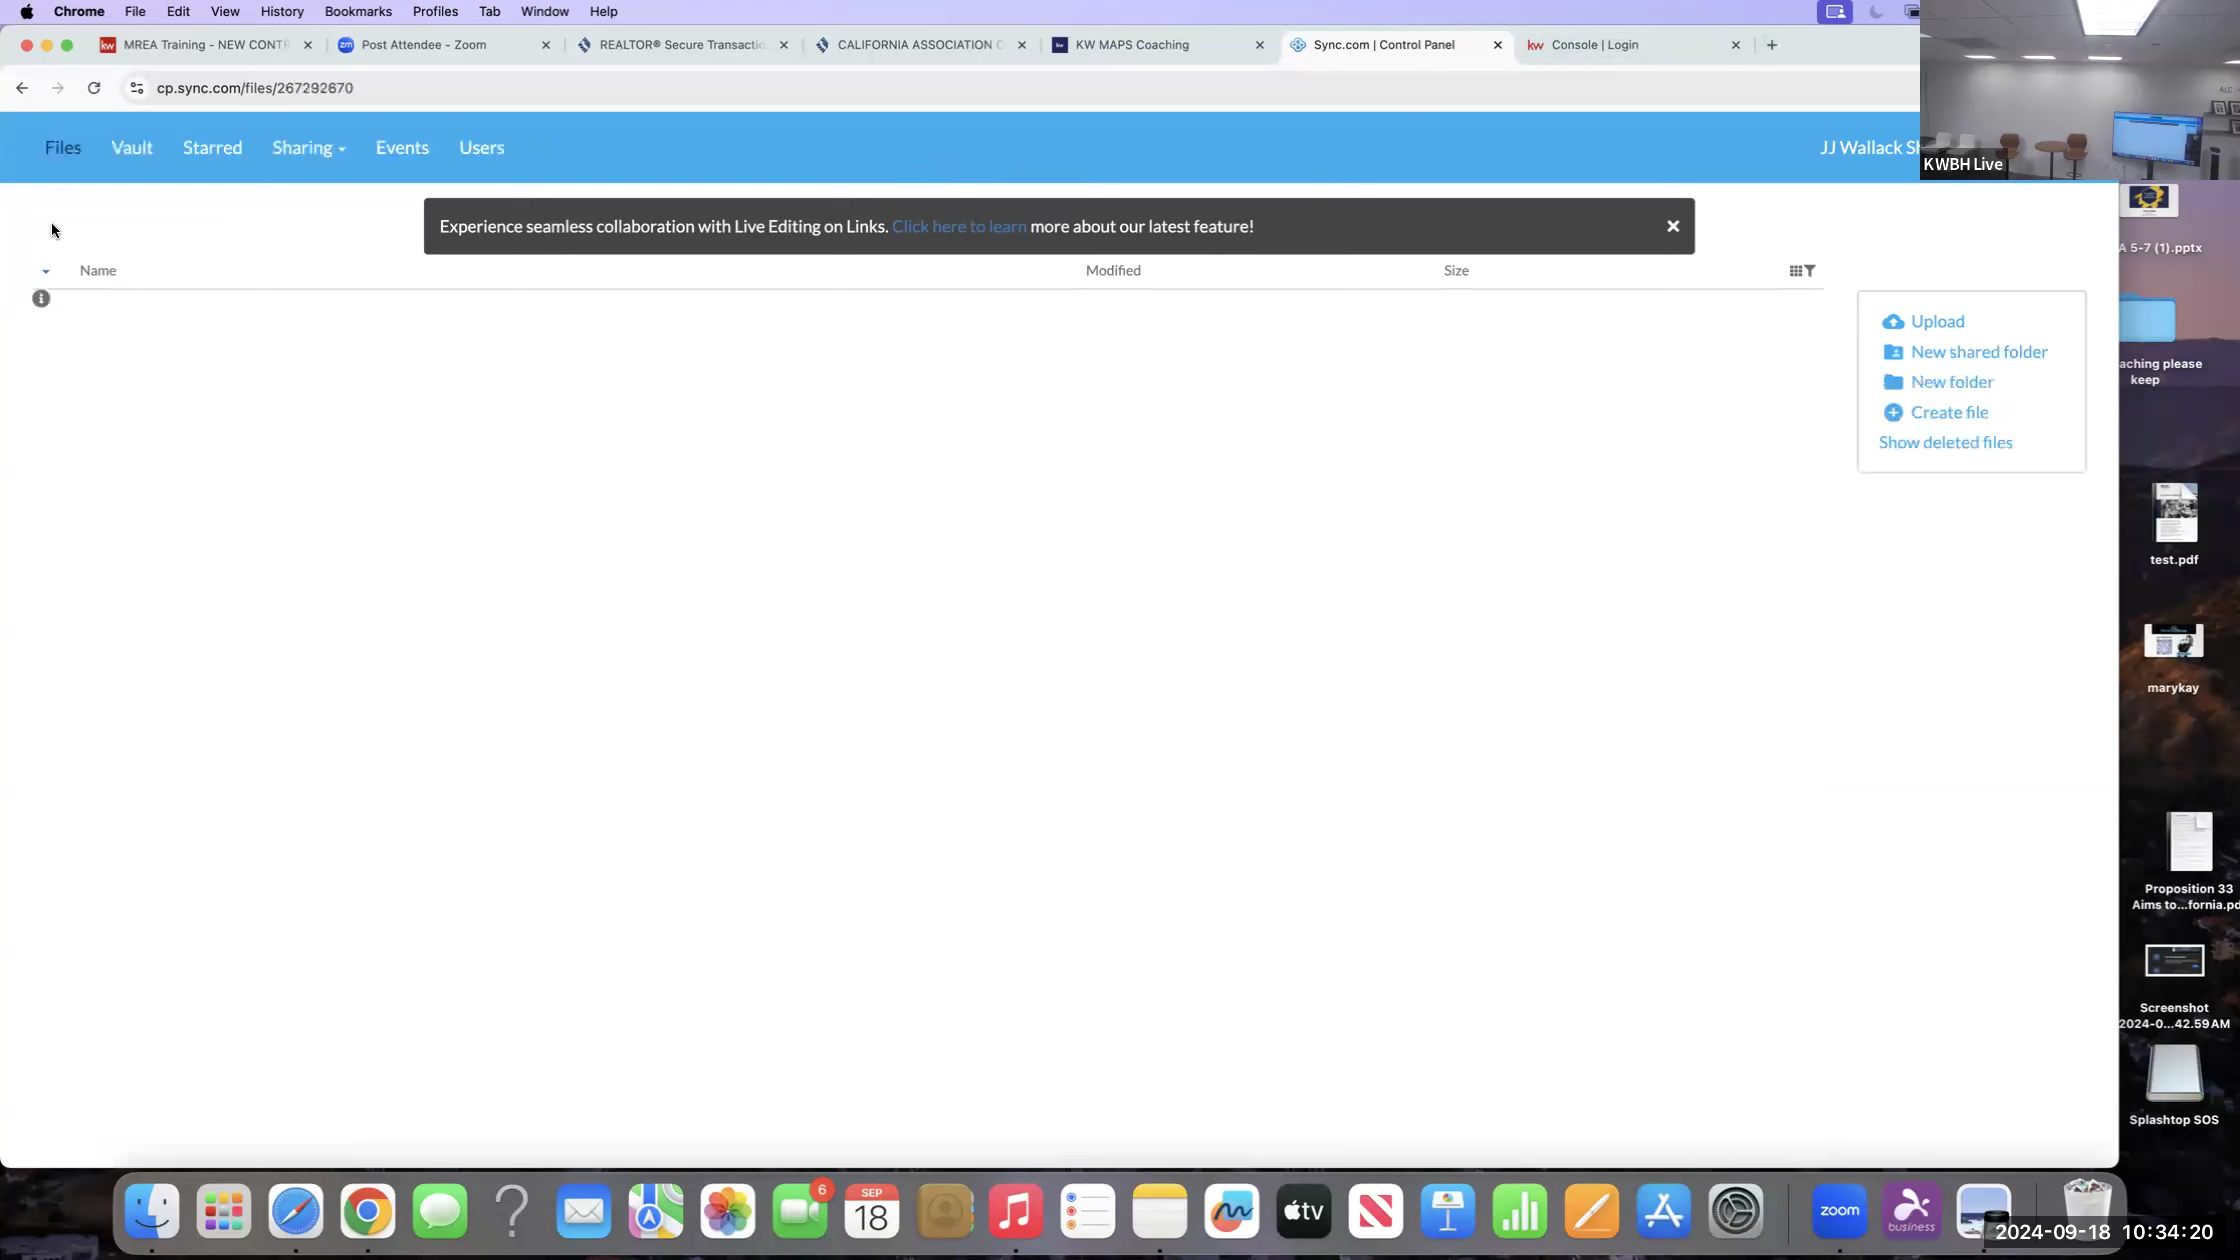 Chrome File Edit View History Bookmarks Profiles Tab Window Help
MREA Training - NEW CONTR
Post Attendee - Zoom
REALTOR® Secure Transactio
CALIFORNIA ASSOCIATION O
KW MAPS Coaching
Sync.com | Control Panel
Console | Login
cp.sync.com/files/267292670
Files Vault Starred Sharing Events Users
JJ Wallack Sh
KWBH Live
Experience seamless collaboration with Live Editing on Links. Click here to learn more about our latest feature!
Name Modified Size
Upload
New shared folder
New folder
Create file
Show deleted files
A 5-7 (1).pptx
aching please
keep
test.pdf
marykay
Proposition 33
Aims to...fornia.pd
Screenshot
2024-0...42.59 AM
Splashtop SOS
6
SEP
18
tv
zoom
business
2024-09-18 10:34:20